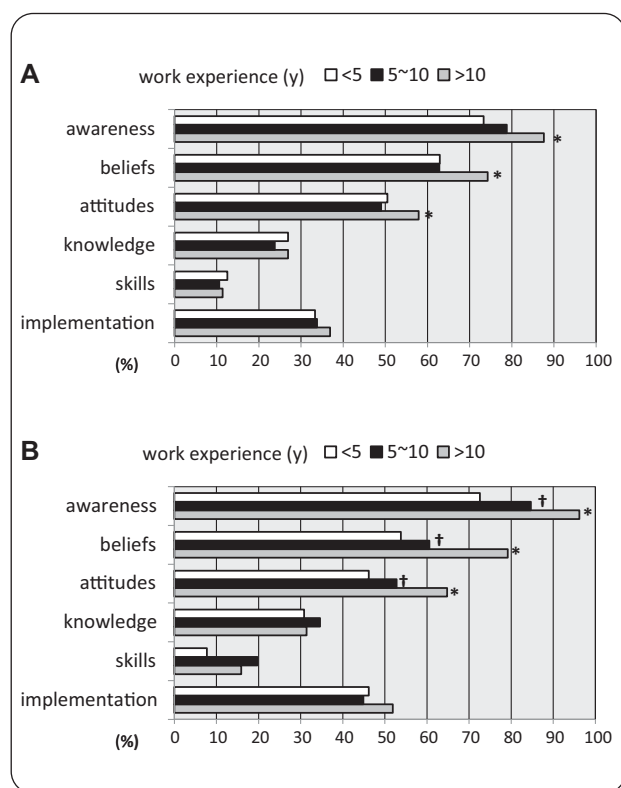 A
work experience (y) <5 5~10 >10
awareness *
beliefs *
attitudes *
knowledge
skills
implementation
0 10 20 30 40 50 60 70 80 90 100
(%)
B
work experience (y) <5 5~10 >10
awareness † *
beliefs † *
attitudes † *
knowledge
skills
implementation
0 10 20 30 40 50 60 70 80 90 100
(%)